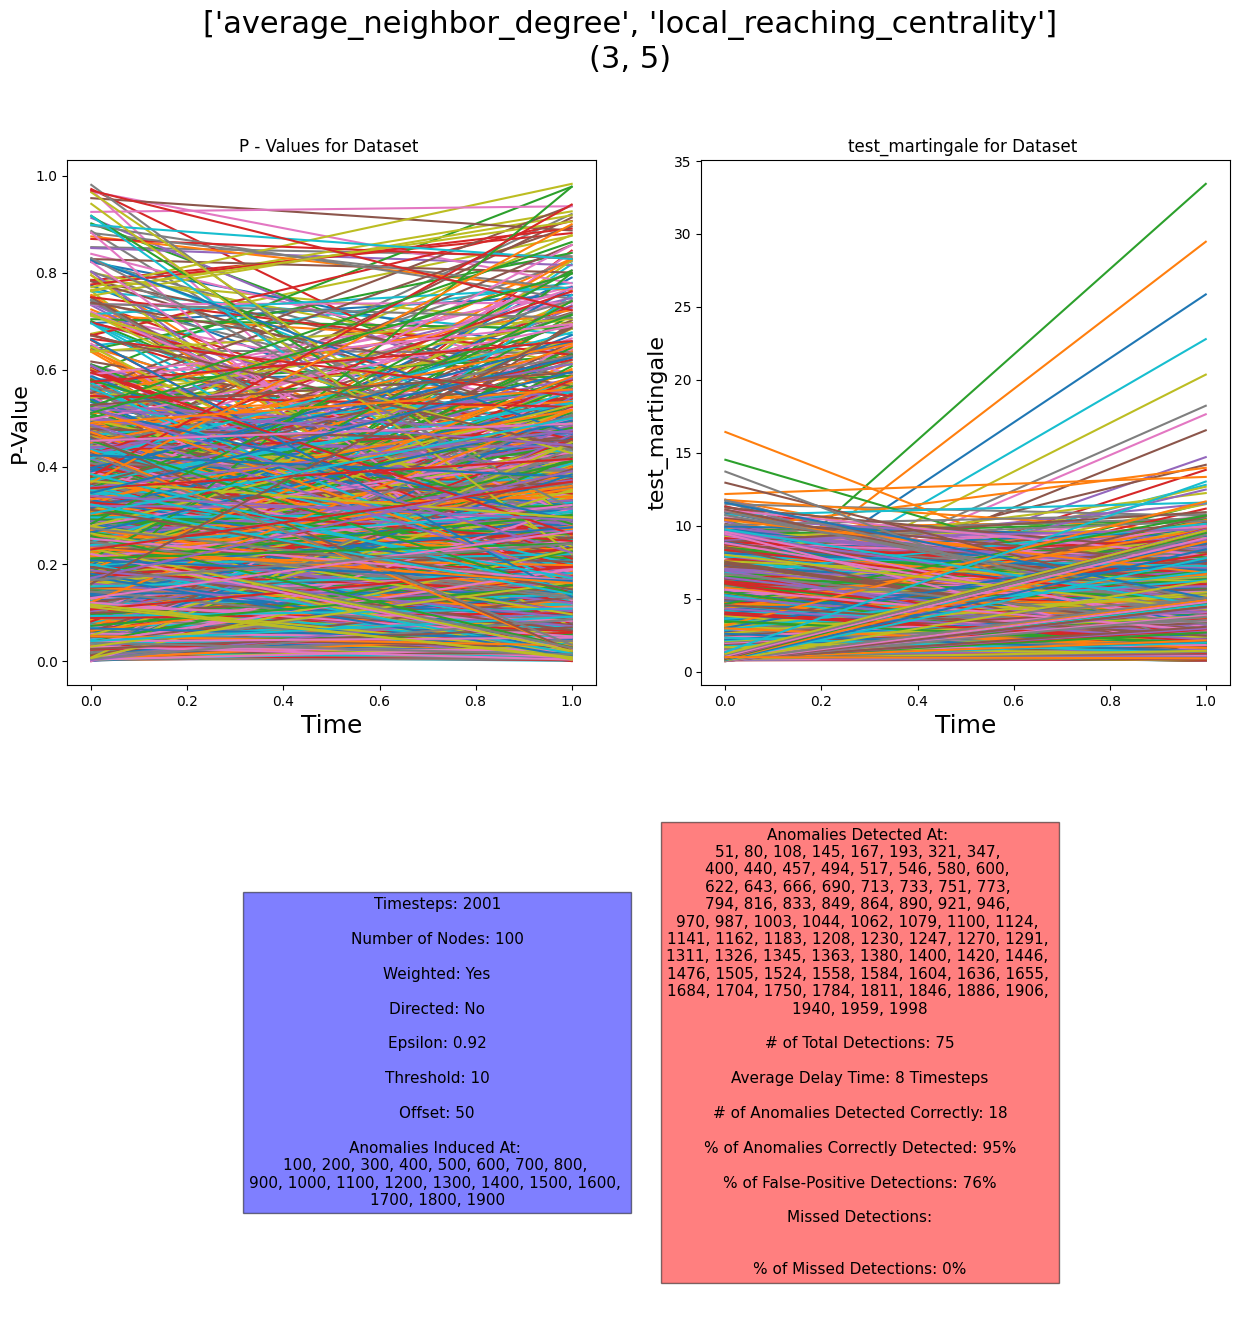 ['average_neighbor_degree', 'local_reaching_centrality']
(3, 5)
P - Values for Dataset
1.0
0.8
0.6
0.4
0.2
0.0
P-Value
0.0 0.2 0.4 0.6 0.8 1.0
Time
test_martingale for Dataset
35
30
25
20
15
10
5
0
test_martingale
0.0 0.2 0.4 0.6 0.8 1.0
Time
Timesteps: 2001
Number of Nodes: 100
Weighted: Yes
Directed: No
Epsilon: 0.92
Threshold: 10
Offset: 50
Anomalies Induced At:
100, 200, 300, 400, 500, 600, 700, 800,
900, 1000, 1100, 1200, 1300, 1400, 1500, 1600,
1700, 1800, 1900
Anomalies Detected At:
51, 80, 108, 145, 167, 193, 321, 347,
400, 440, 457, 494, 517, 546, 580, 600,
622, 643, 666, 690, 713, 733, 751, 773,
794, 816, 833, 849, 864, 890, 921, 946,
970, 987, 1003, 1044, 1062, 1079, 1100, 1124,
1141, 1162, 1183, 1208, 1230, 1247, 1270, 1291,
1311, 1326, 1345, 1363, 1380, 1400, 1420, 1446,
1476, 1505, 1524, 1558, 1584, 1604, 1636, 1655,
1684, 1704, 1750, 1784, 1811, 1846, 1886, 1906,
1940, 1959, 1998
# of Total Detections: 75
Average Delay Time: 8 Timesteps
# of Anomalies Detected Correctly: 18
% of Anomalies Correctly Detected: 95%
% of False-Positive Detections: 76%
Missed Detections:
% of Missed Detections: 0%